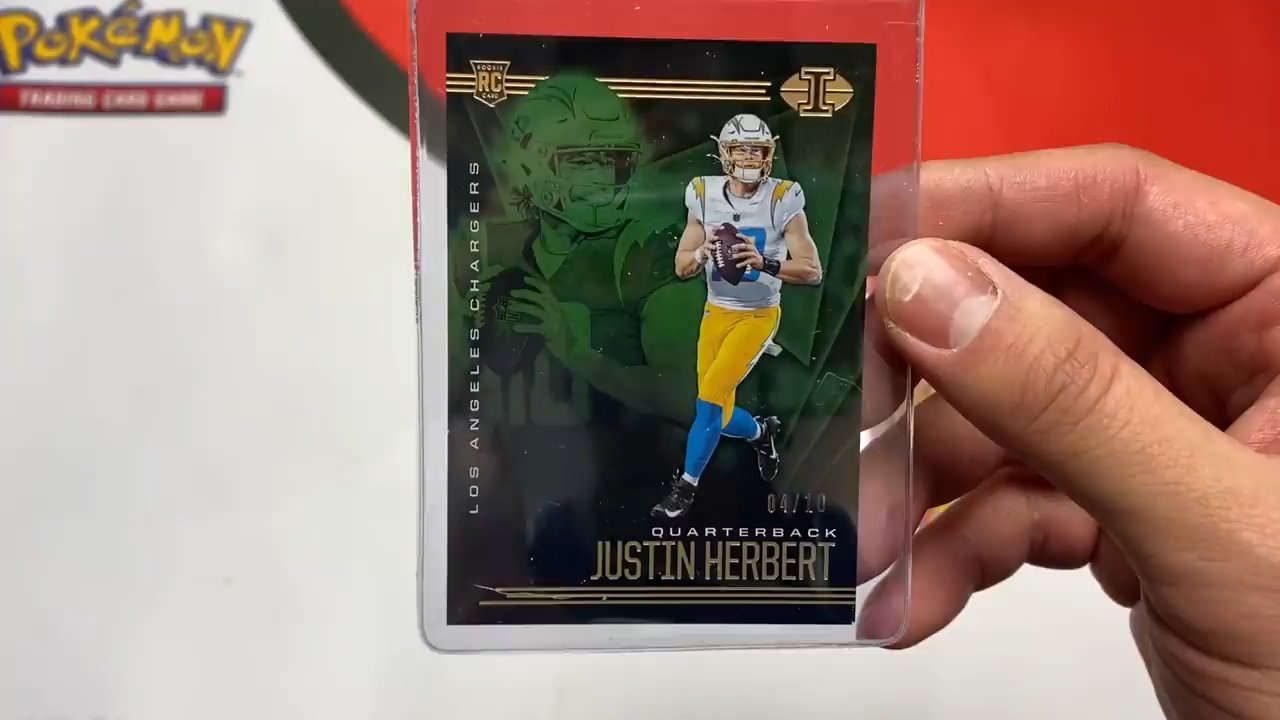 POKéMON
TRADING CARD GAME
ROOKIE
RC
CARD
I
LOS ANGELES CHARGERS
04/10
QUARTERBACK
JUSTIN HERBERT